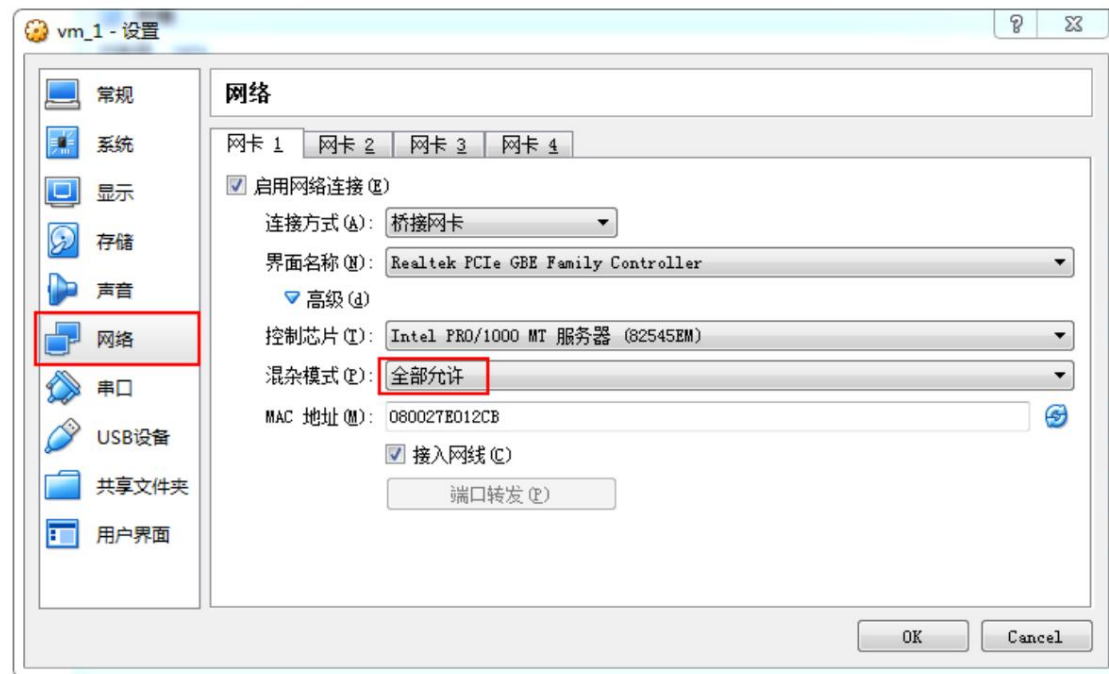 vm_1 - 设置
常规
系统
显示
存储
声音
网络
串口
USB设备
共享文件夹
用户界面
网络
网卡 1 网卡 2 网卡 3 网卡 4
启用网络连接(E)
连接方式(A): 桥接网卡
界面名称(N): Realtek PCIe GBE Family Controller
高级(d)
控制芯片(T): Intel PRO/1000 MT 服务器 (82545EM)
混杂模式(P): 全部允许
MAC 地址(M): 080027E012CB
接入网线(C)
端口转发(P)
OK Cancel